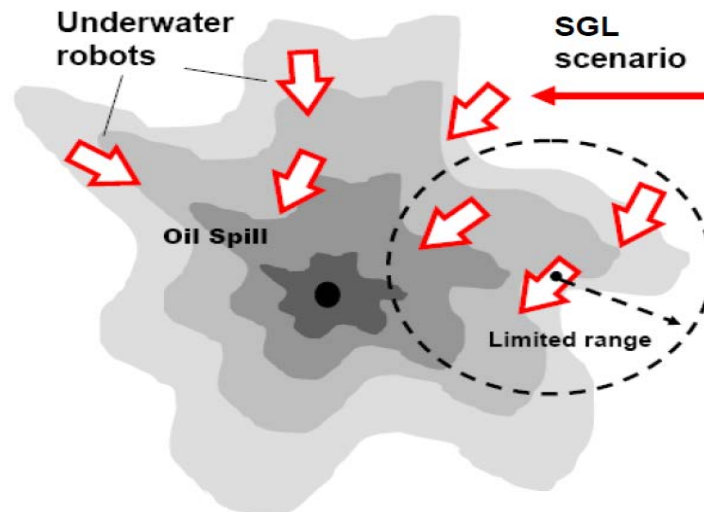 Underwater
robots
SGL
scenario
Oil Spill
Limited range